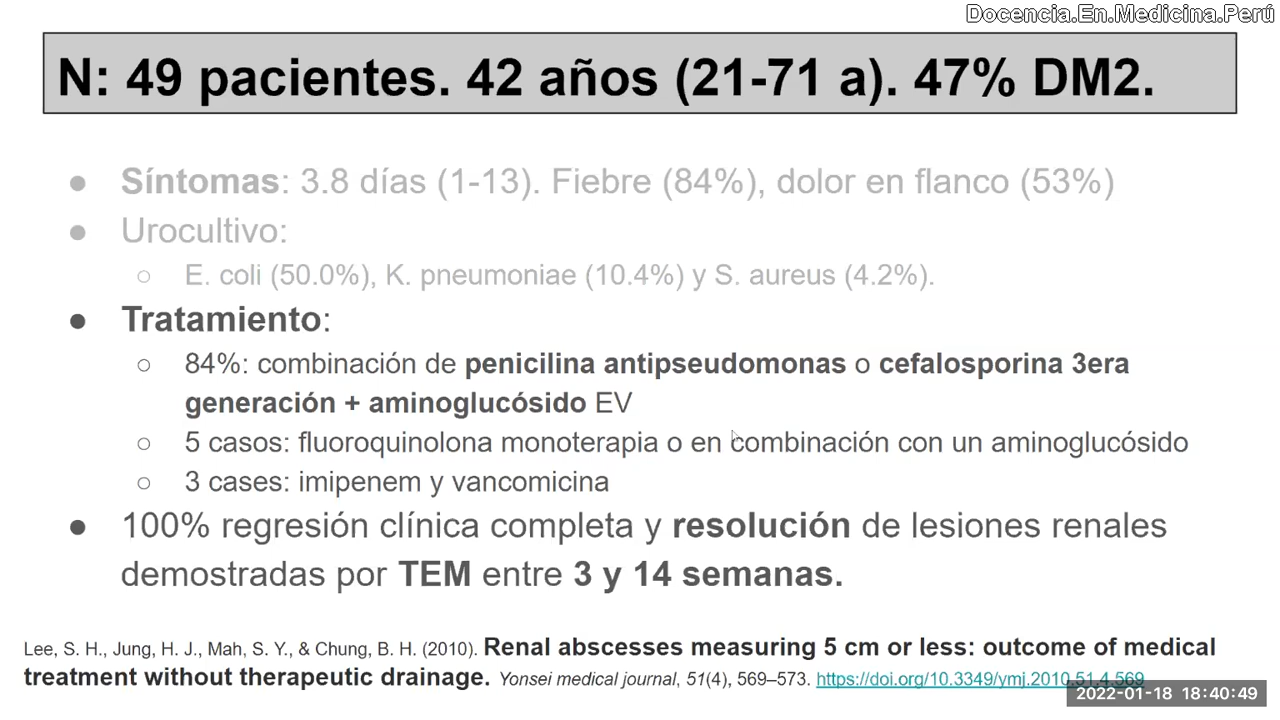 Docencia.En.Medicina.Perú
N: 49 pacientes. 42 años (21-71 a). 47% DM2.
● Síntomas: 3.8 días (1-13). Fiebre (84%), dolor en flanco (53%)
● Urocultivo:
○ E. coli (50.0%), K. pneumoniae (10.4%) y S. aureus (4.2%).
● Tratamiento:
○ 84%: combinación de penicilina antipseudomonas o cefalosporina 3era
generación + aminoglucósido EV
○ 5 casos: fluoroquinolona monoterapia o en combinación con un aminoglucósido
○ 3 cases: imipenem y vancomicina
● 100% regresión clínica completa y resolución de lesiones renales
demostradas por TEM entre 3 y 14 semanas.
Lee, S. H., Jung, H. J., Mah, S. Y., & Chung, B. H. (2010). Renal abscesses measuring 5 cm or less: outcome of medical
treatment without therapeutic drainage. Yonsei medical journal, 51(4), 569–573. https://doi.org/10.3349/ymj.2010.51.4.569
2022-01-18 18:40:49